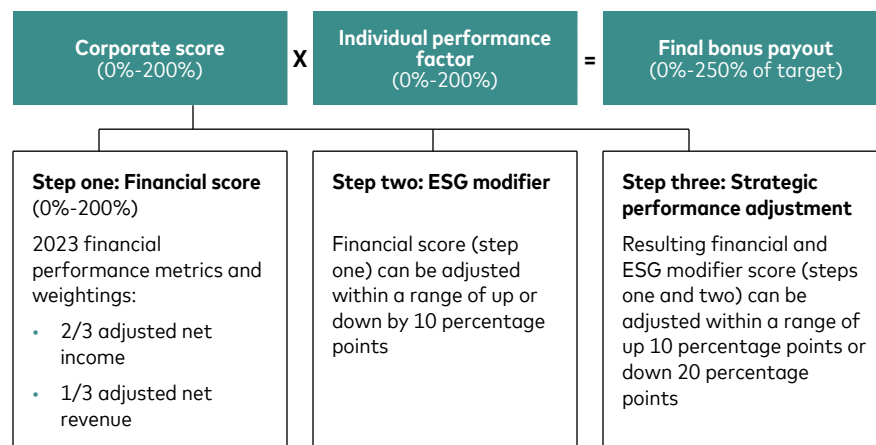 Corporate score
(0%-200%)
X
Individual performance
factor
(0%-200%)
=
Final bonus payout
(0%-250% of target)
Step one: Financial score
(0%-200%)
2023 financial
performance metrics and
weightings:
• 2/3 adjusted net
income
• 1/3 adjusted net
revenue
Step two: ESG modifier
Financial score (step
one) can be adjusted
within a range of up or
down by 10 percentage
points
Step three: Strategic
performance adjustment
Resulting financial and
ESG modifier score (steps
one and two) can be
adjusted within a range of
up 10 percentage points or
down 20 percentage
points